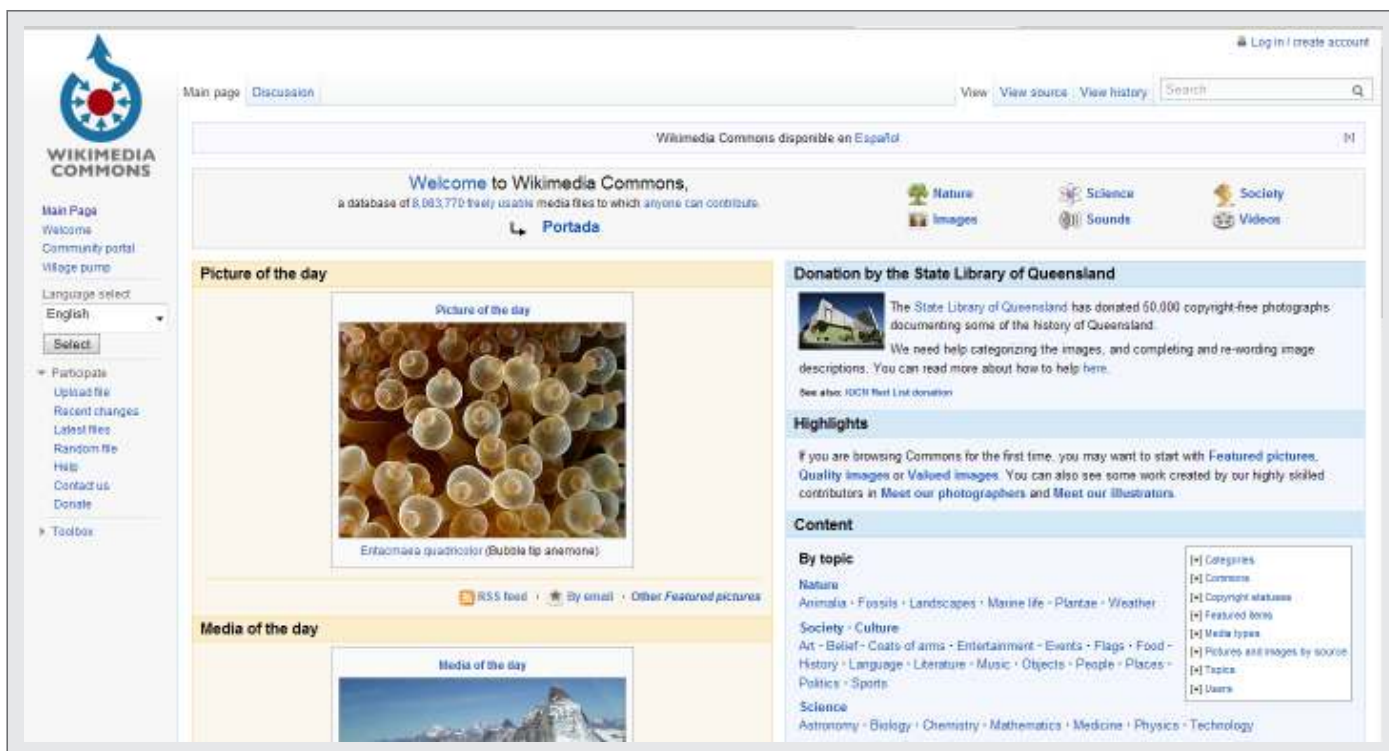 Log in / create account
WIKIMEDIA
COMMONS
Main page Discussion
View View source View history Search
Wikimedia Commons disponible en Español
[x]
Main Page
Welcome
Community portal
Village pump
Language select
English
Select
Participate
Upload file
Recent changes
Latest files
Random file
Help
Contact us
Donate
Toolbox
Welcome to Wikimedia Commons,
a database of 8,063,770 freely usable media files to which anyone can contribute.
Portada
Nature Science Society
Images Sounds Videos
Picture of the day
Picture of the day
Entacmaea quadricolor (Bubble tip anemone)
RSS feed · By email · Other Featured pictures
Media of the day
Media of the day
Donation by the State Library of Queensland
The State Library of Queensland has donated 50,000 copyright-free photographs
documenting some of the history of Queensland.
We need help categorizing the images, and completing and re-wording image
descriptions. You can read more about how to help here.
See also: IUCN Red List donation
Highlights
If you are browsing Commons for the first time, you may want to start with Featured pictures,
Quality images or Valued images. You can also see some work created by our highly skilled
contributors in Meet our photographers and Meet our illustrators.
Content
By topic
Nature
Animalia · Fossils · Landscapes · Marine life · Plantae · Weather
Society · Culture
Art · Belief · Coats of arms · Entertainment · Events · Flags · Food ·
History · Language · Literature · Music · Objects · People · Places ·
Politics · Sports
Science
Astronomy · Biology · Chemistry · Mathematics · Medicine · Physics · Technology
[+] Categories
[+] Commons
[+] Copyright statuses
[+] Featured items
[+] Media types
[+] Pictures and images by source
[+] Topics
[+] Users